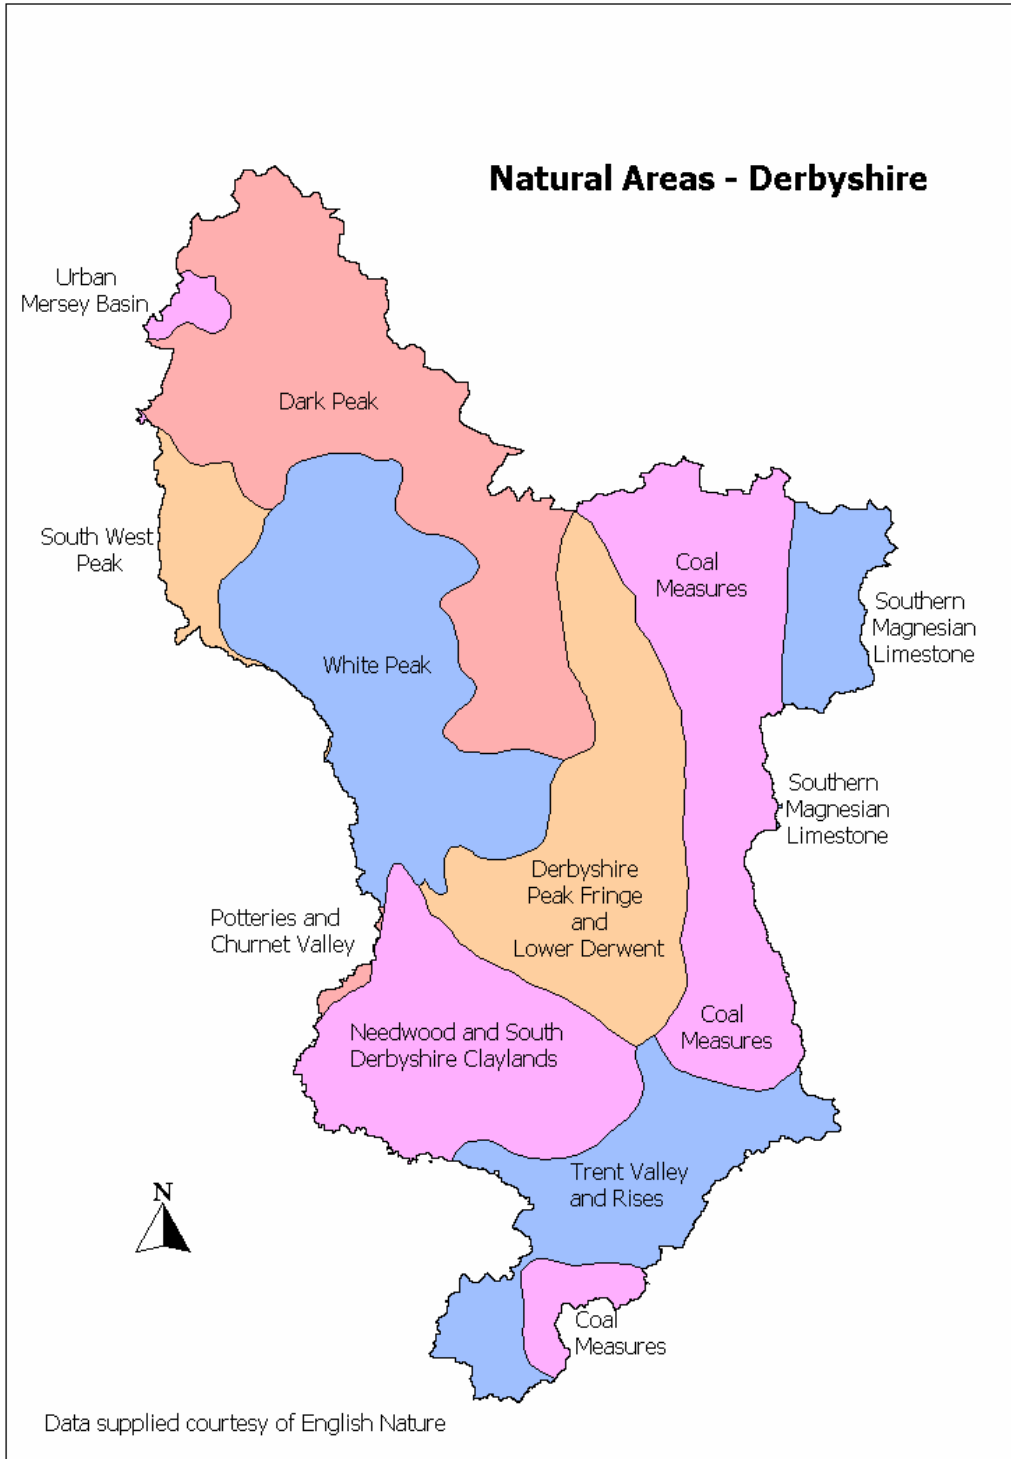 Natural Areas - Derbyshire
Urban
Mersey Basin
Dark Peak
South West
Peak
Coal
Measures
Southern
Magnesian
Limestone
White Peak
Southern
Magnesian
Limestone
Derbyshire
Peak Fringe
and
Lower Derwent
Potteries and
Churnet Valley
Coal
Measures
Needwood and South
Derbyshire Claylands
Trent Valley
and Rises
N
Coal
Measures
Data supplied courtesy of English Nature